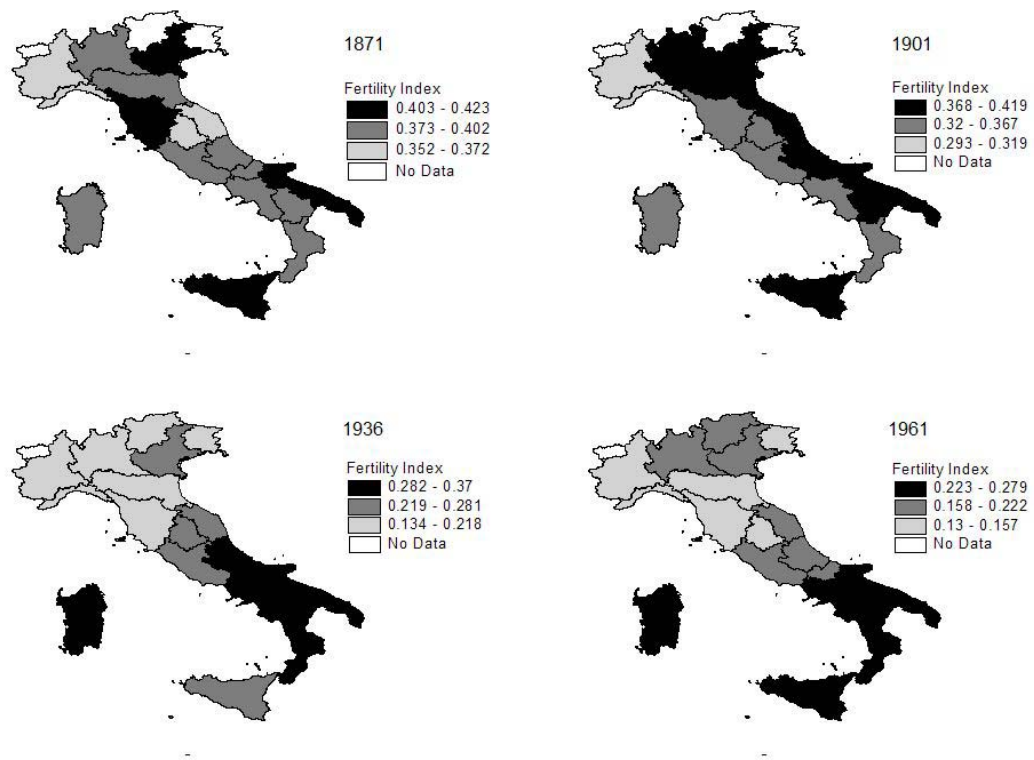 1871
Fertility Index
0.403 - 0.423
0.373 - 0.402
0.352 - 0.372
No Data
1901
Fertility Index
0.368 - 0.419
0.32 - 0.367
0.293 - 0.319
No Data
1936
Fertility Index
0.282 - 0.37
0.219 - 0.281
0.134 - 0.218
No Data
1961
Fertility Index
0.223 - 0.279
0.158 - 0.222
0.13 - 0.157
No Data